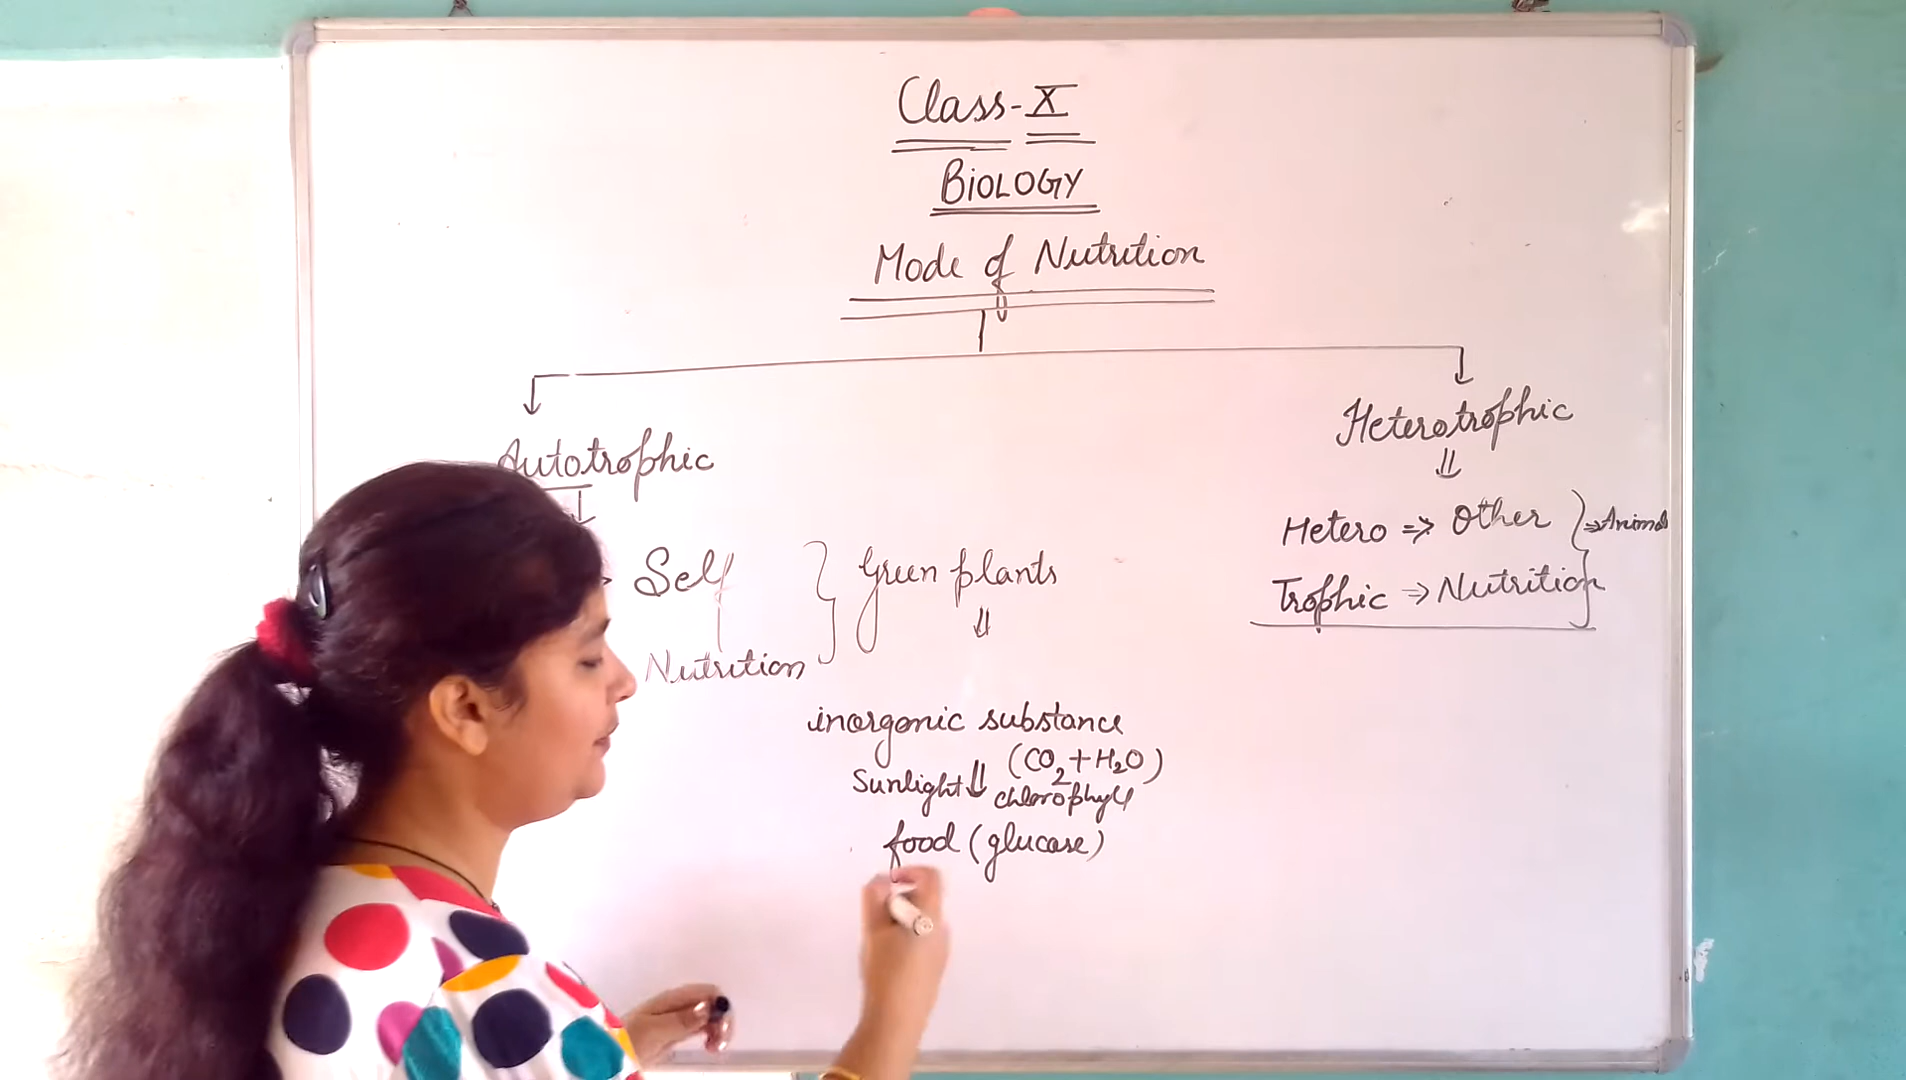 Class-X
BIOLOGY
Mode of Nutrition
Autotrophic
Heterotrophic
Self
Nutrition
Green plants
Hetero ⇒ Other
Trophic ⇒ Nutrition
⇒ Animal
inorganic substance
(CO₂+H₂O)
Sunlight ⇓ chlorophyll
food (glucose)